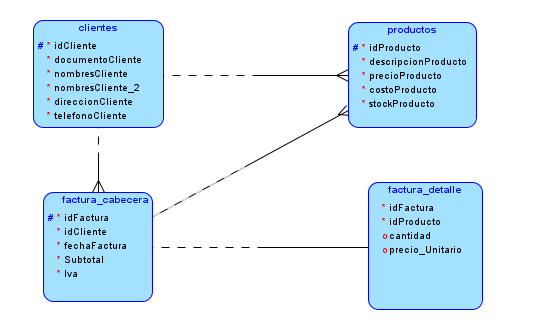 clientes
# * idCliente
* documentoCliente
* nombresCliente
* nombresCliente_2
* direccionCliente
* telefonoCliente
productos
# * idProducto
* descripcionProducto
* precioProducto
* costoProducto
* stockProducto
factura_cabecera
# * idFactura
* idCliente
* fechaFactura
* Subtotal
* Iva
factura_detalle
* idFactura
* idProducto
o cantidad
o precio_Unitario